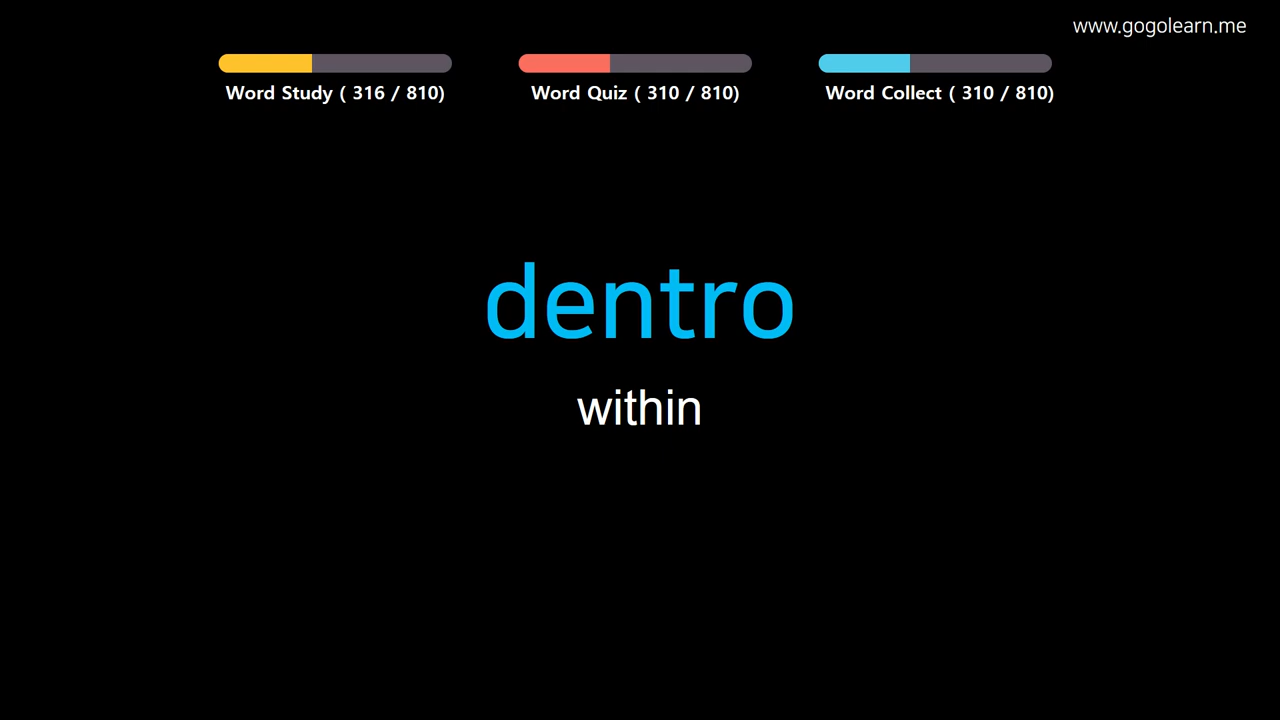 www.gogolearn.me
Word Study ( 316 / 810)
Word Quiz ( 310 / 810)
Word Collect ( 310 / 810)
dentro
within